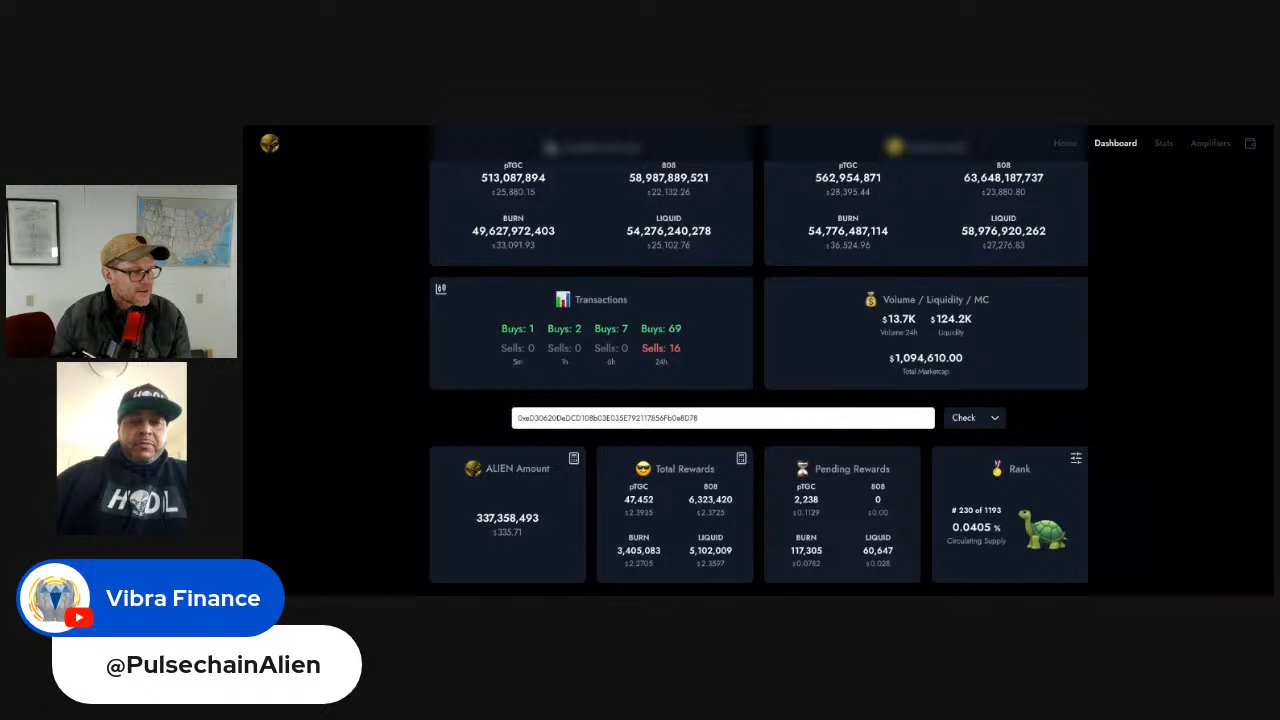 Home Dashboard Stats Amplifiers
pTGC 808 pTGC 808
513,087,894 58,987,889,521 562,954,871 63,648,187,737
$25,880.15 $22,132.26 $28,395.44 $23,880.80
BURN LIQUID BURN LIQUID
49,627,972,403 54,276,240,278 54,776,487,114 58,976,920,262
$33,091.93 $25,102.76 $36,524.96 $27,276.83
Transactions
Buys: 1 Buys: 2 Buys: 7 Buys: 69
Sells: 0 Sells: 0 Sells: 0 Sells: 16
5m 1h 6h 24h
Volume / Liquidity / MC
$13.7K $124.2K
Volume 24h Liquidity
$1,094,610.00
Total Marketcap
Check
ALIEN Amount
337,358,493
$335.71
Total Rewards
pTGC 808
47,452 6,323,420
$2.3935 $2.3725
BURN LIQUID
3,405,083 5,102,009
$2.2705 $2.3597
Pending Rewards
pTGC 808
2,238 0
$0.1129 $0.00
BURN LIQUID
117,305 60,647
$0.0782 $0.028
Rank
# 230 of 1193
0.0405 %
Circulating Supply
Vibra Finance
@PulsechainAlien